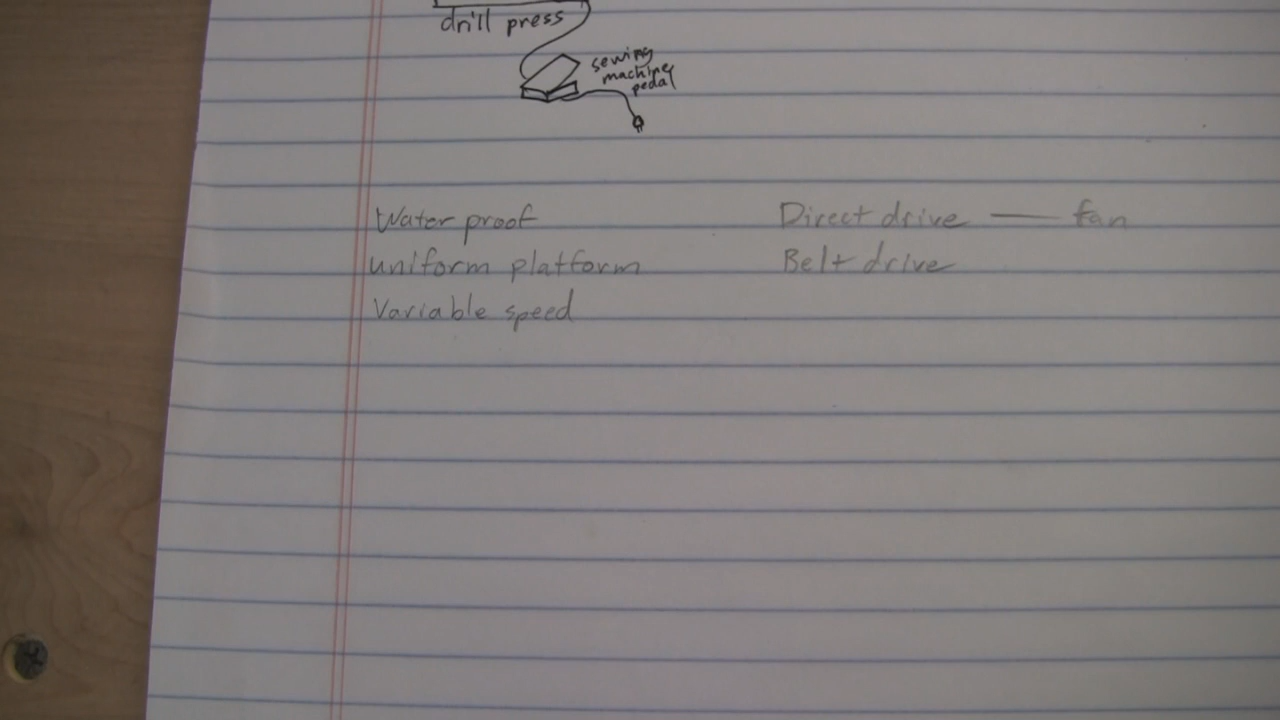 drill press
sewing
machine
pedal
Water proof
uniform platform
Variable speed
Direct drive — fan
Belt drive